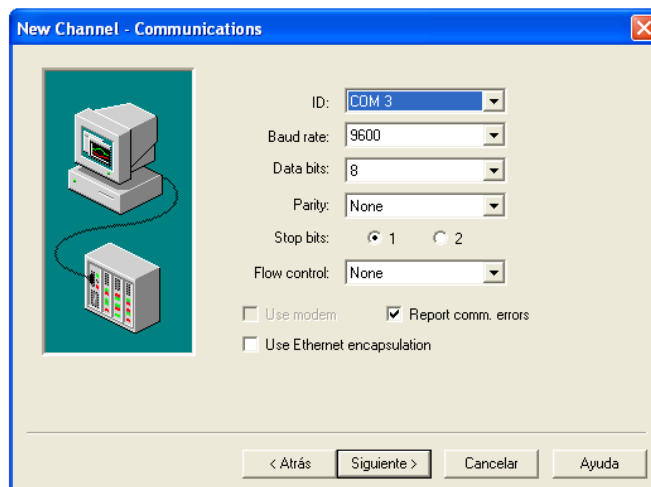 New Channel - Communications
ID: COM 3
Baud rate: 9600
Data bits: 8
Parity: None
Stop bits: 1 2
Flow control: None
Use modem Report comm. errors
Use Ethernet encapsulation
< Atrás Siguiente > Cancelar Ayuda